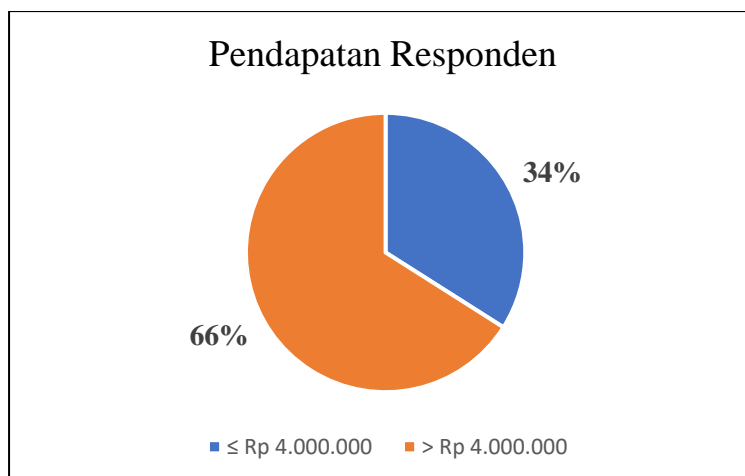 Pendapatan Responden
34%
66%
≤ Rp 4.000.000 > Rp 4.000.000